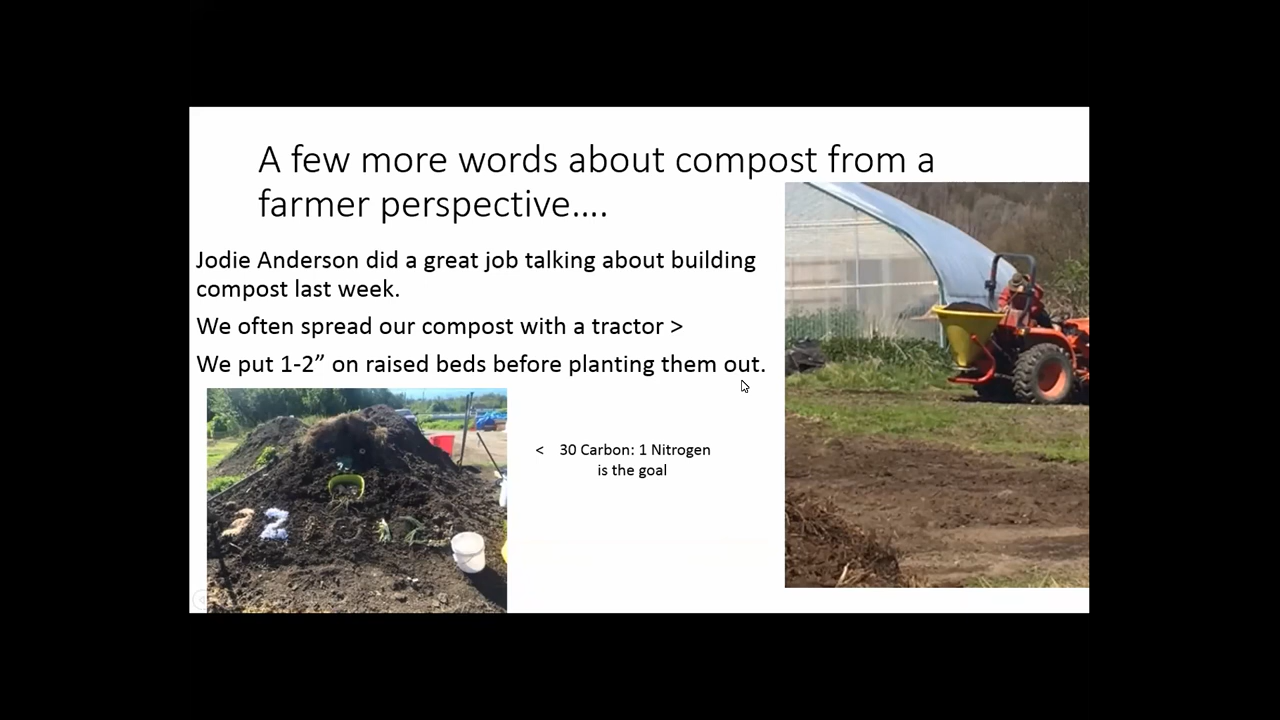 A few more words about compost from a
farmer perspective....
Jodie Anderson did a great job talking about building
compost last week.
We often spread our compost with a tractor >
We put 1-2” on raised beds before planting them out.
< 30 Carbon: 1 Nitrogen
is the goal
32